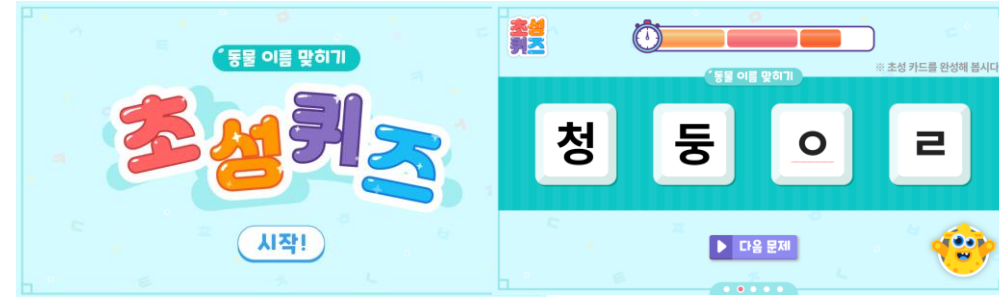 동물 이름 맞히기
초성퀴즈
시작!
초성
퀴즈
※ 초성 카드를 완성해 봅시다
동물 이름 맞히기
청 둥 ㅇ ㄹ
다음 문제